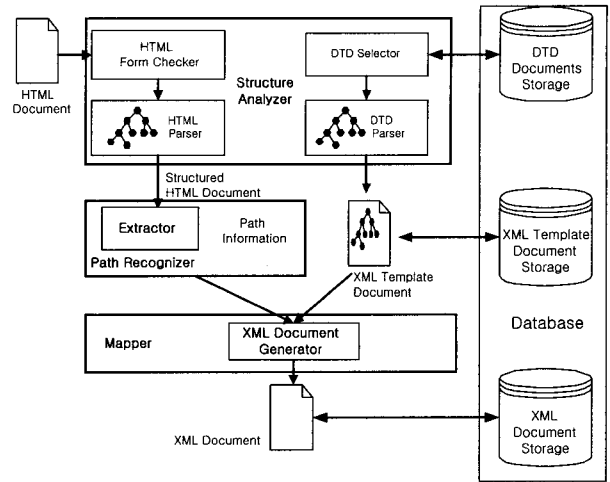 HTML
Document
HTML
Form Checker
HTML
Parser
Structure
Analyzer
DTD Selector
DTD
Parser
DTD
Documents
Storage
Structured
HTML Document
Extractor
Path
Information
Path Recognizer
XML Template
Document
XML Template
Document
Storage
Database
Mapper
XML Document
Generator
XML Document
XML
Document
Storage